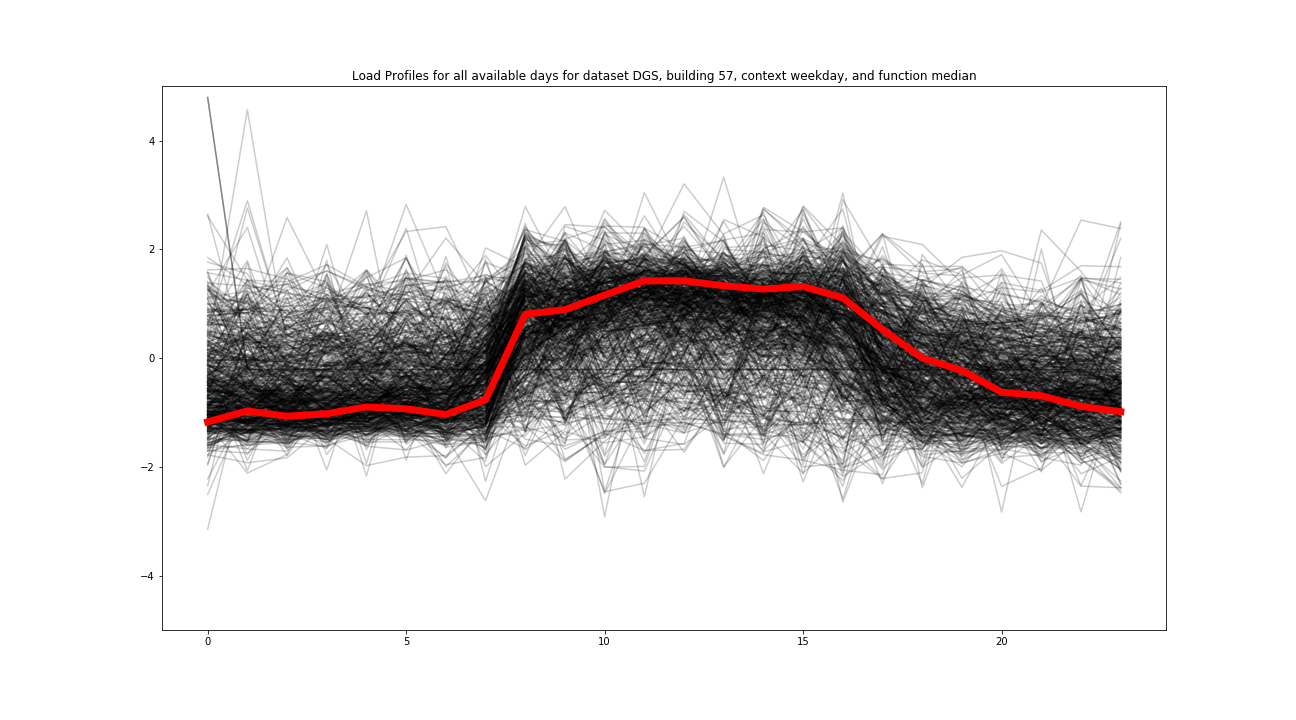 Load Profiles for all available days for dataset DGS, building 57, context weekday, and function median
4
2
0
−2
−4
0 5 10 15 20